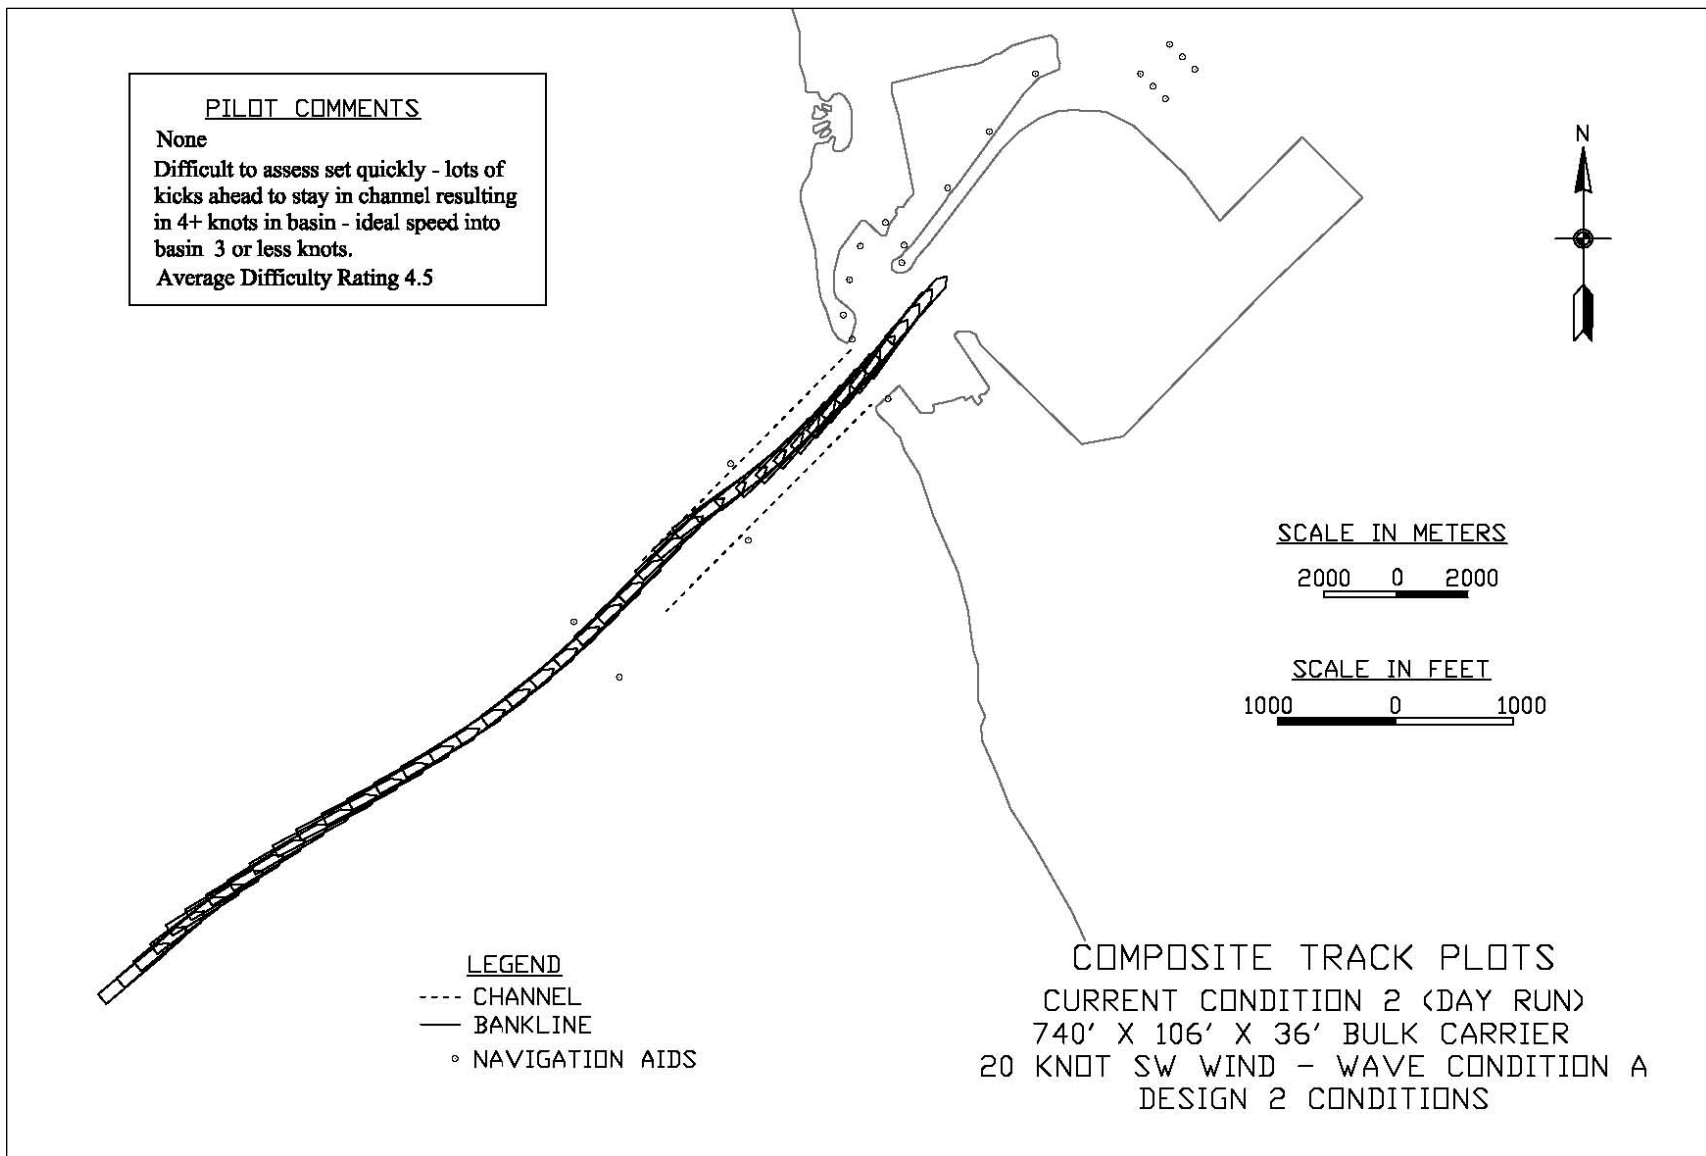 PILOT COMMENTS
None
Difficult to assess set quickly - lots of
kicks ahead to stay in channel resulting
in 4+ knots in basin - ideal speed into
basin 3 or less knots.
Average Difficulty Rating 4.5
N
SCALE IN METERS
2000 0 2000
SCALE IN FEET
1000 0 1000
LEGEND
CHANNEL
BANKLINE
NAVIGATION AIDS
COMPOSITE TRACK PLOTS
CURRENT CONDITION 2 (DAY RUN)
740' X 106' X 36' BULK CARRIER
20 KNOT SW WIND - WAVE CONDITION A
DESIGN 2 CONDITIONS